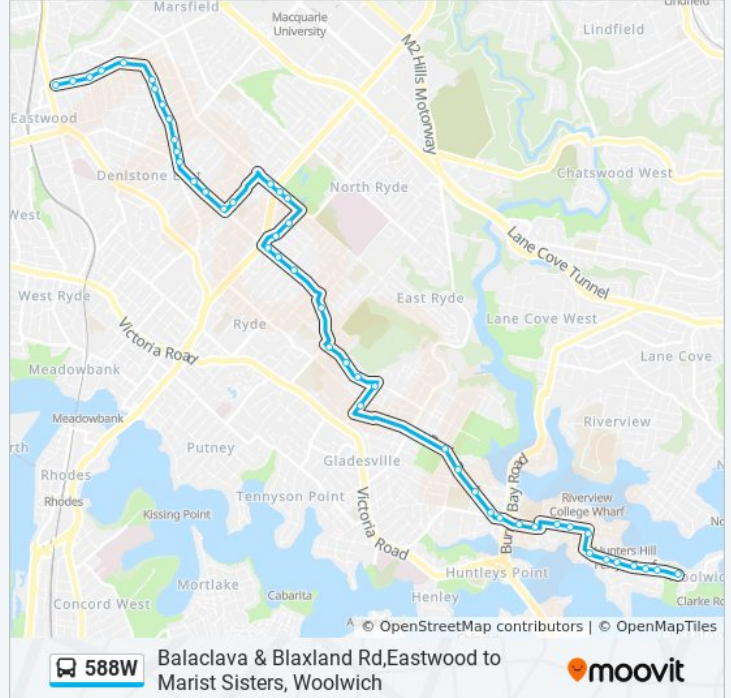 Marsfield
Macquarie
University
Lindfield
Lindfield
M2 Hills Motorway
Eastwood
Denistone East
Chatswood West
North Ryde
West
Lane Cove Tunnel
West Ryde
East Ryde
Lane Cove West
Ryde
Victoria Road
Lane Cove
Meadowbank
Meadowbank
Riverview
Putney
Gladesville
Rhodes
Tennyson Point
Bay Road
Rhodes
Kissing Point
Victoria Road
Riverview
College Wharf
Bur
Hunters Hill
Huntleys Point
Mortlake
Cabarita
Henley
Clarke Ro
Concord West
© OpenStreetMap contributors | © OpenMapTiles
588W
Balaclava & Blaxland Rd,Eastwood to
Marist Sisters, Woolwich
moovit